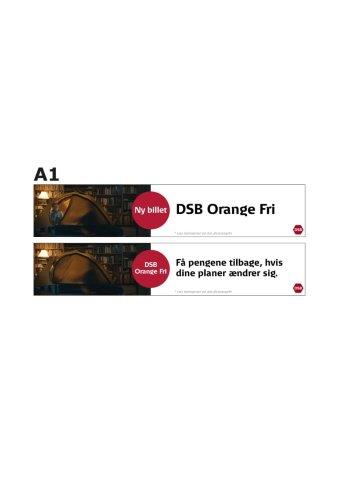 A1
Ny billet
DSB Orange Fri
DSB
DSB
Orange Fri
Få pengene tilbage, hvis
dine planer ændrer sig.
DSB